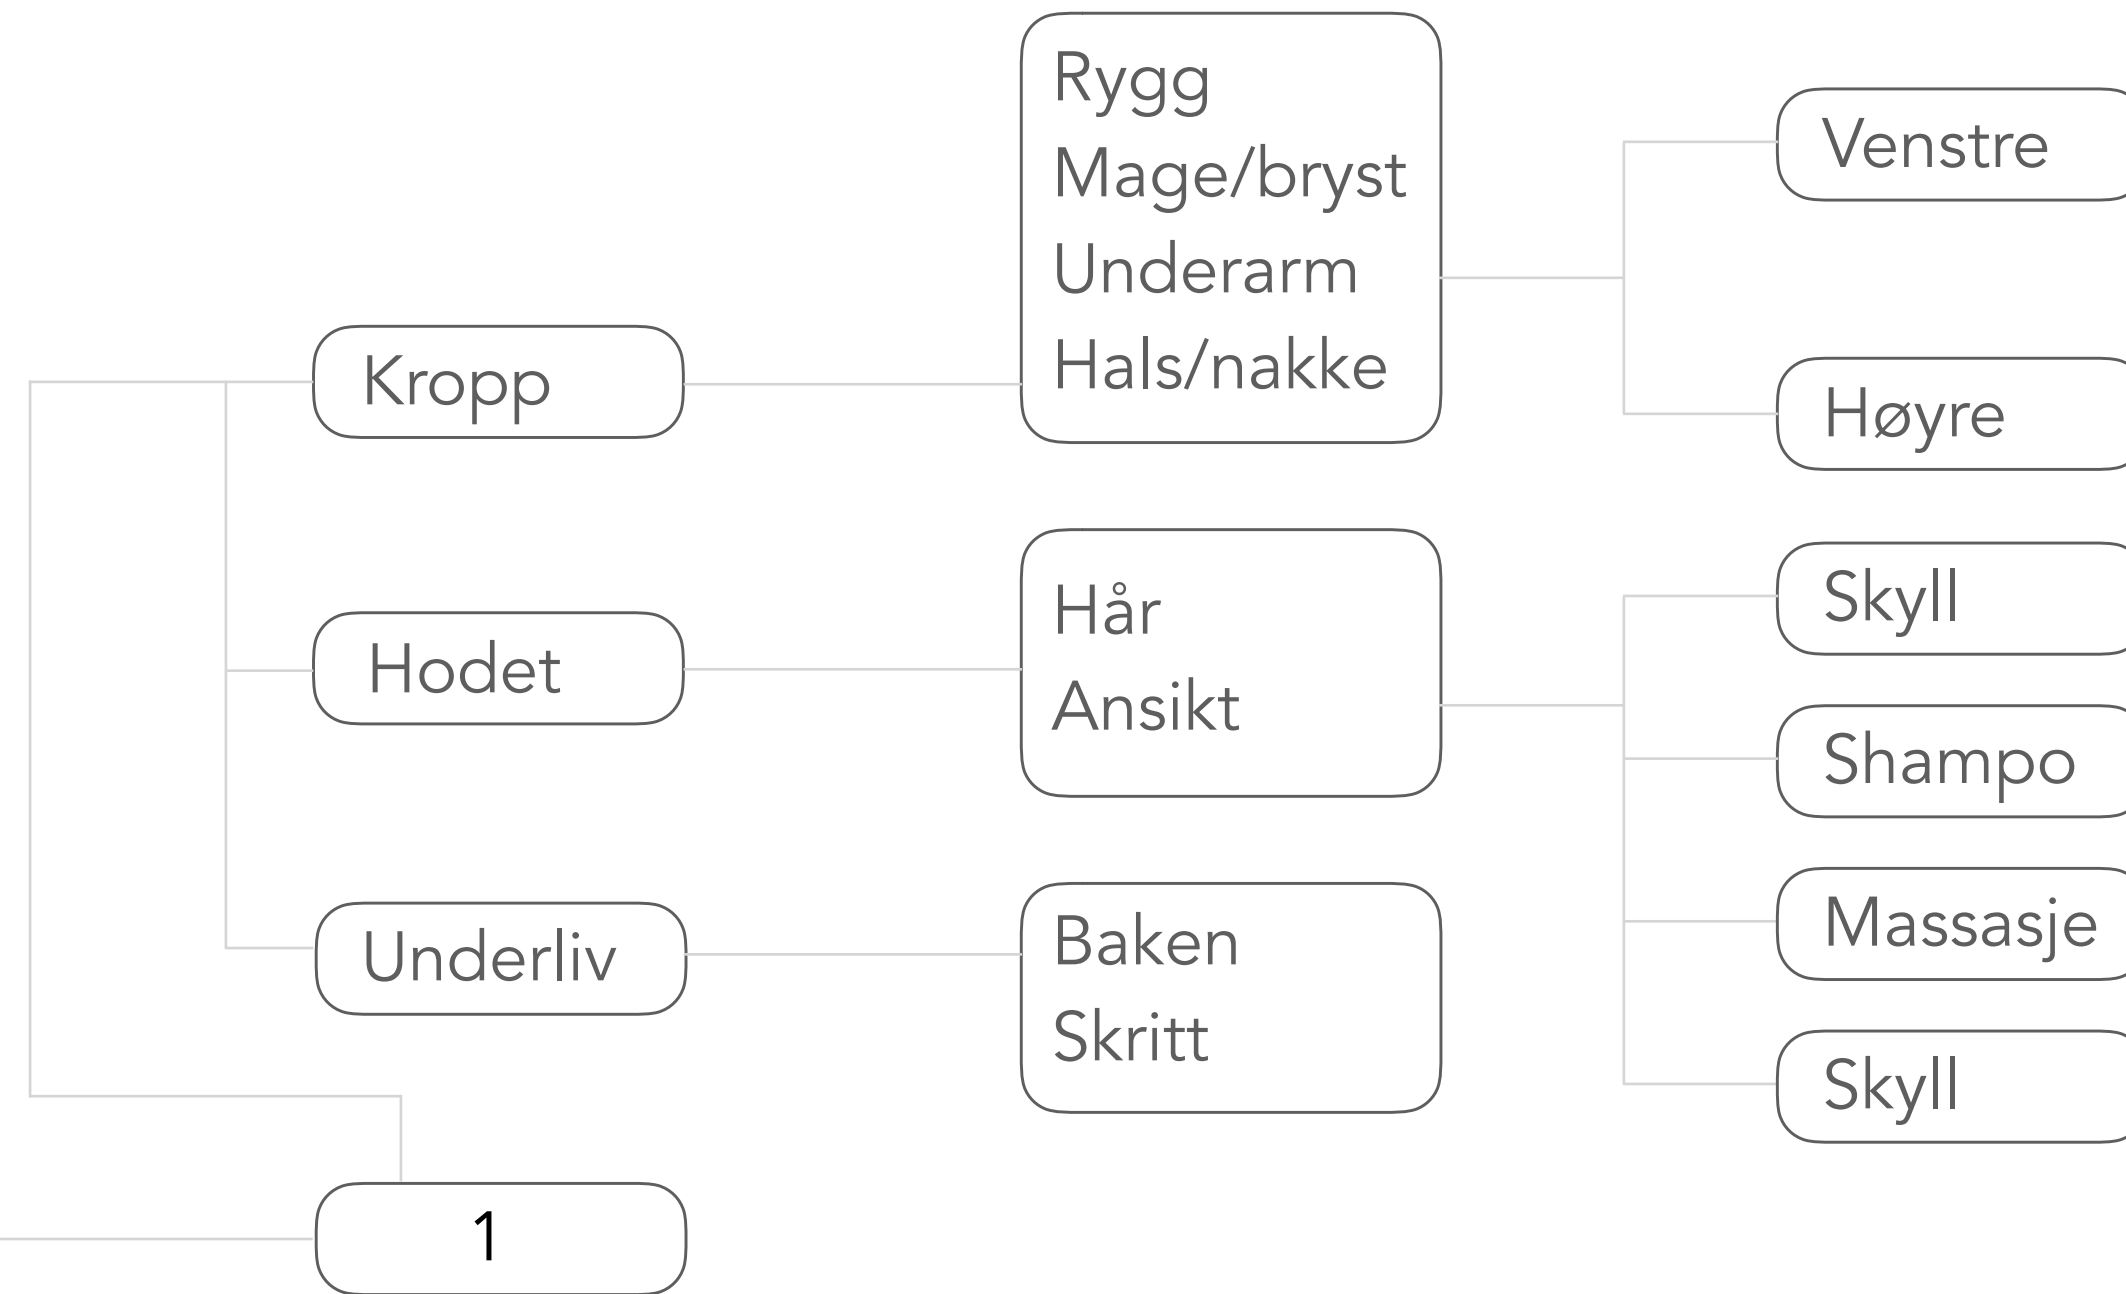 Kropp
Hodet
Underliv
1
Rygg
Mage/bryst
Underarm
Hals/nakke
Hår
Ansikt
Baken
Skritt
Venstre
Høyre
Skyll
Shampo
Massasje
Skyll